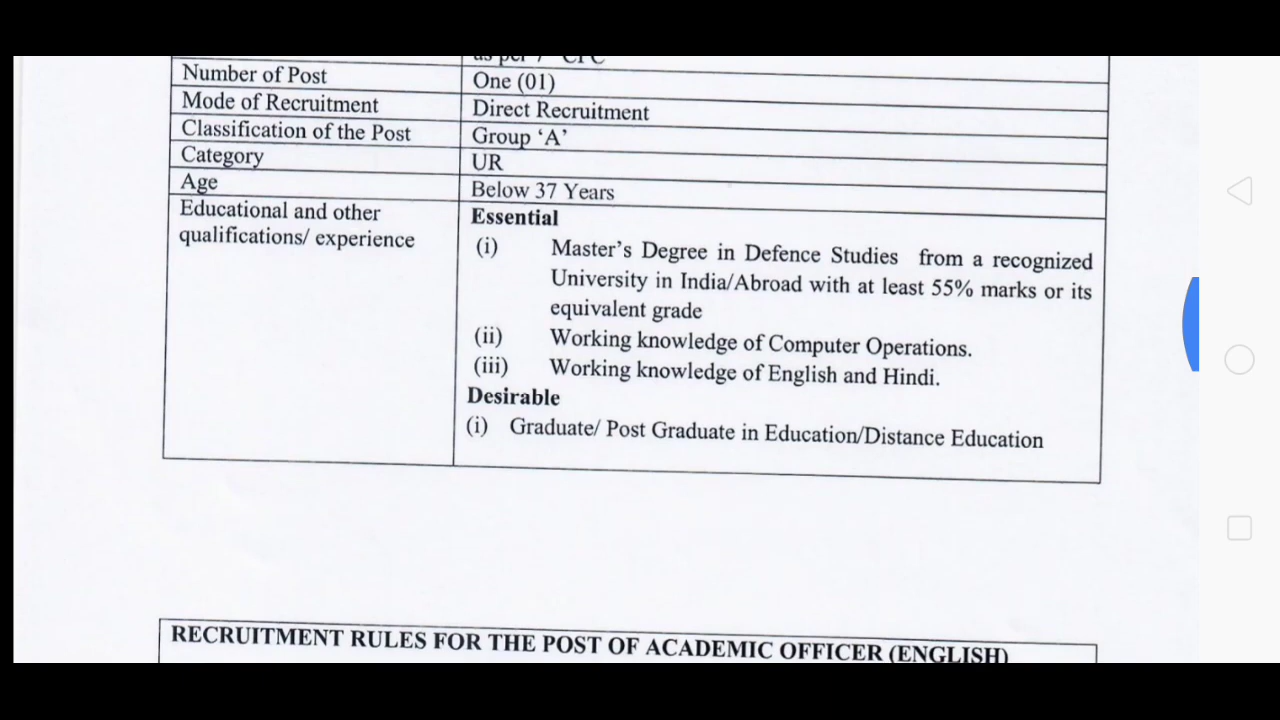 as per 7 CPC
Number of Post One (01)
Mode of Recruitment Direct Recruitment
Classification of the Post Group ‘A’
Category UR
Age Below 37 Years
Educational and other qualifications/ experience
Essential
(i) Master’s Degree in Defence Studies from a recognized
University in India/Abroad with at least 55% marks or its
equivalent grade
(ii) Working knowledge of Computer Operations.
(iii) Working knowledge of English and Hindi.
Desirable
(i) Graduate/ Post Graduate in Education/Distance Education
RECRUITMENT RULES FOR THE POST OF ACADEMIC OFFICER (ENGLISH)